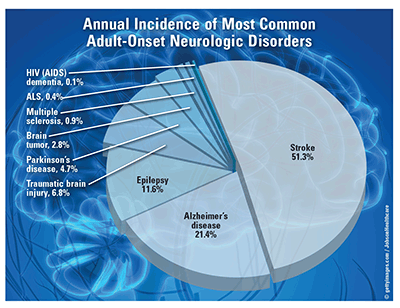 Annual Incidence of Most Common
Adult-Onset Neurologic Disorders
HIV (AIDS)
dementia, 0.1%
ALS, 0.4%
Multiple
sclerosis, 0.9%
Brain
tumor, 2.8%
Parkinson's
disease, 4.7%
Traumatic brain
injury, 6.8%
Epilepsy
11.6%
Alzheimer's
disease
21.4%
Stroke
51.3%
© gettyimages.com / JobsonHealthcare